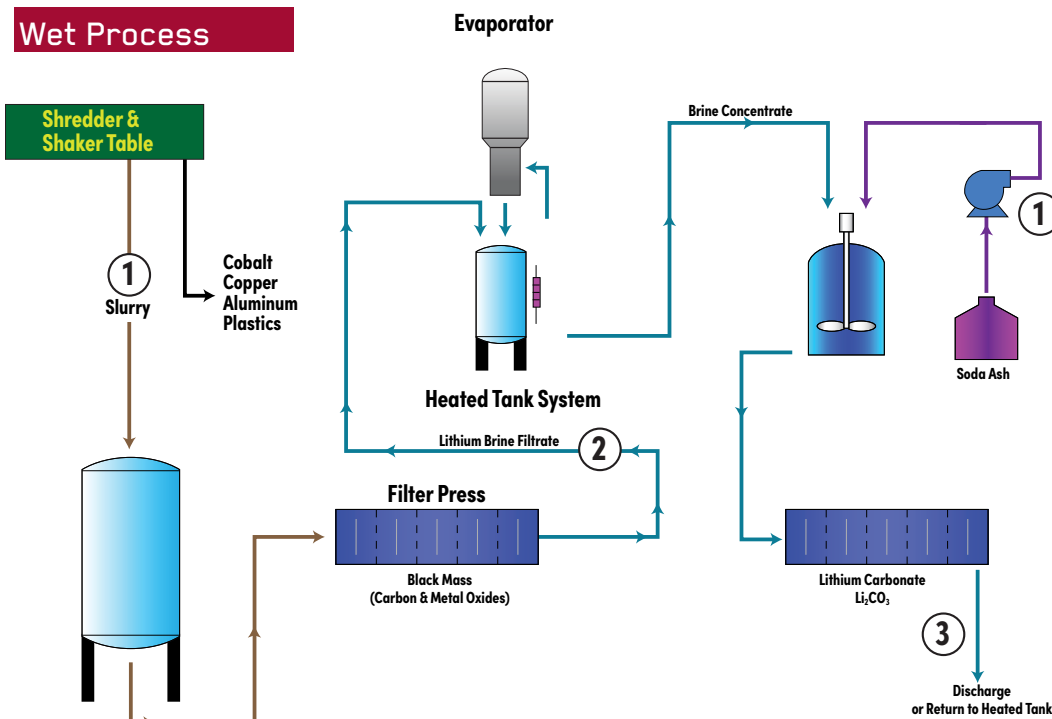 Wet Process
Evaporator
Shredder &
Shaker Table
Brine Concentrate
1
1
Slurry
Cobalt
Copper
Aluminum
Plastics
Soda Ash
Heated Tank System
Lithium Brine Filtrate
2
Filter Press
Black Mass
(Carbon & Metal Oxides)
Lithium Carbonate
Li₂CO₃
3
Discharge
or Return to Heated Tank